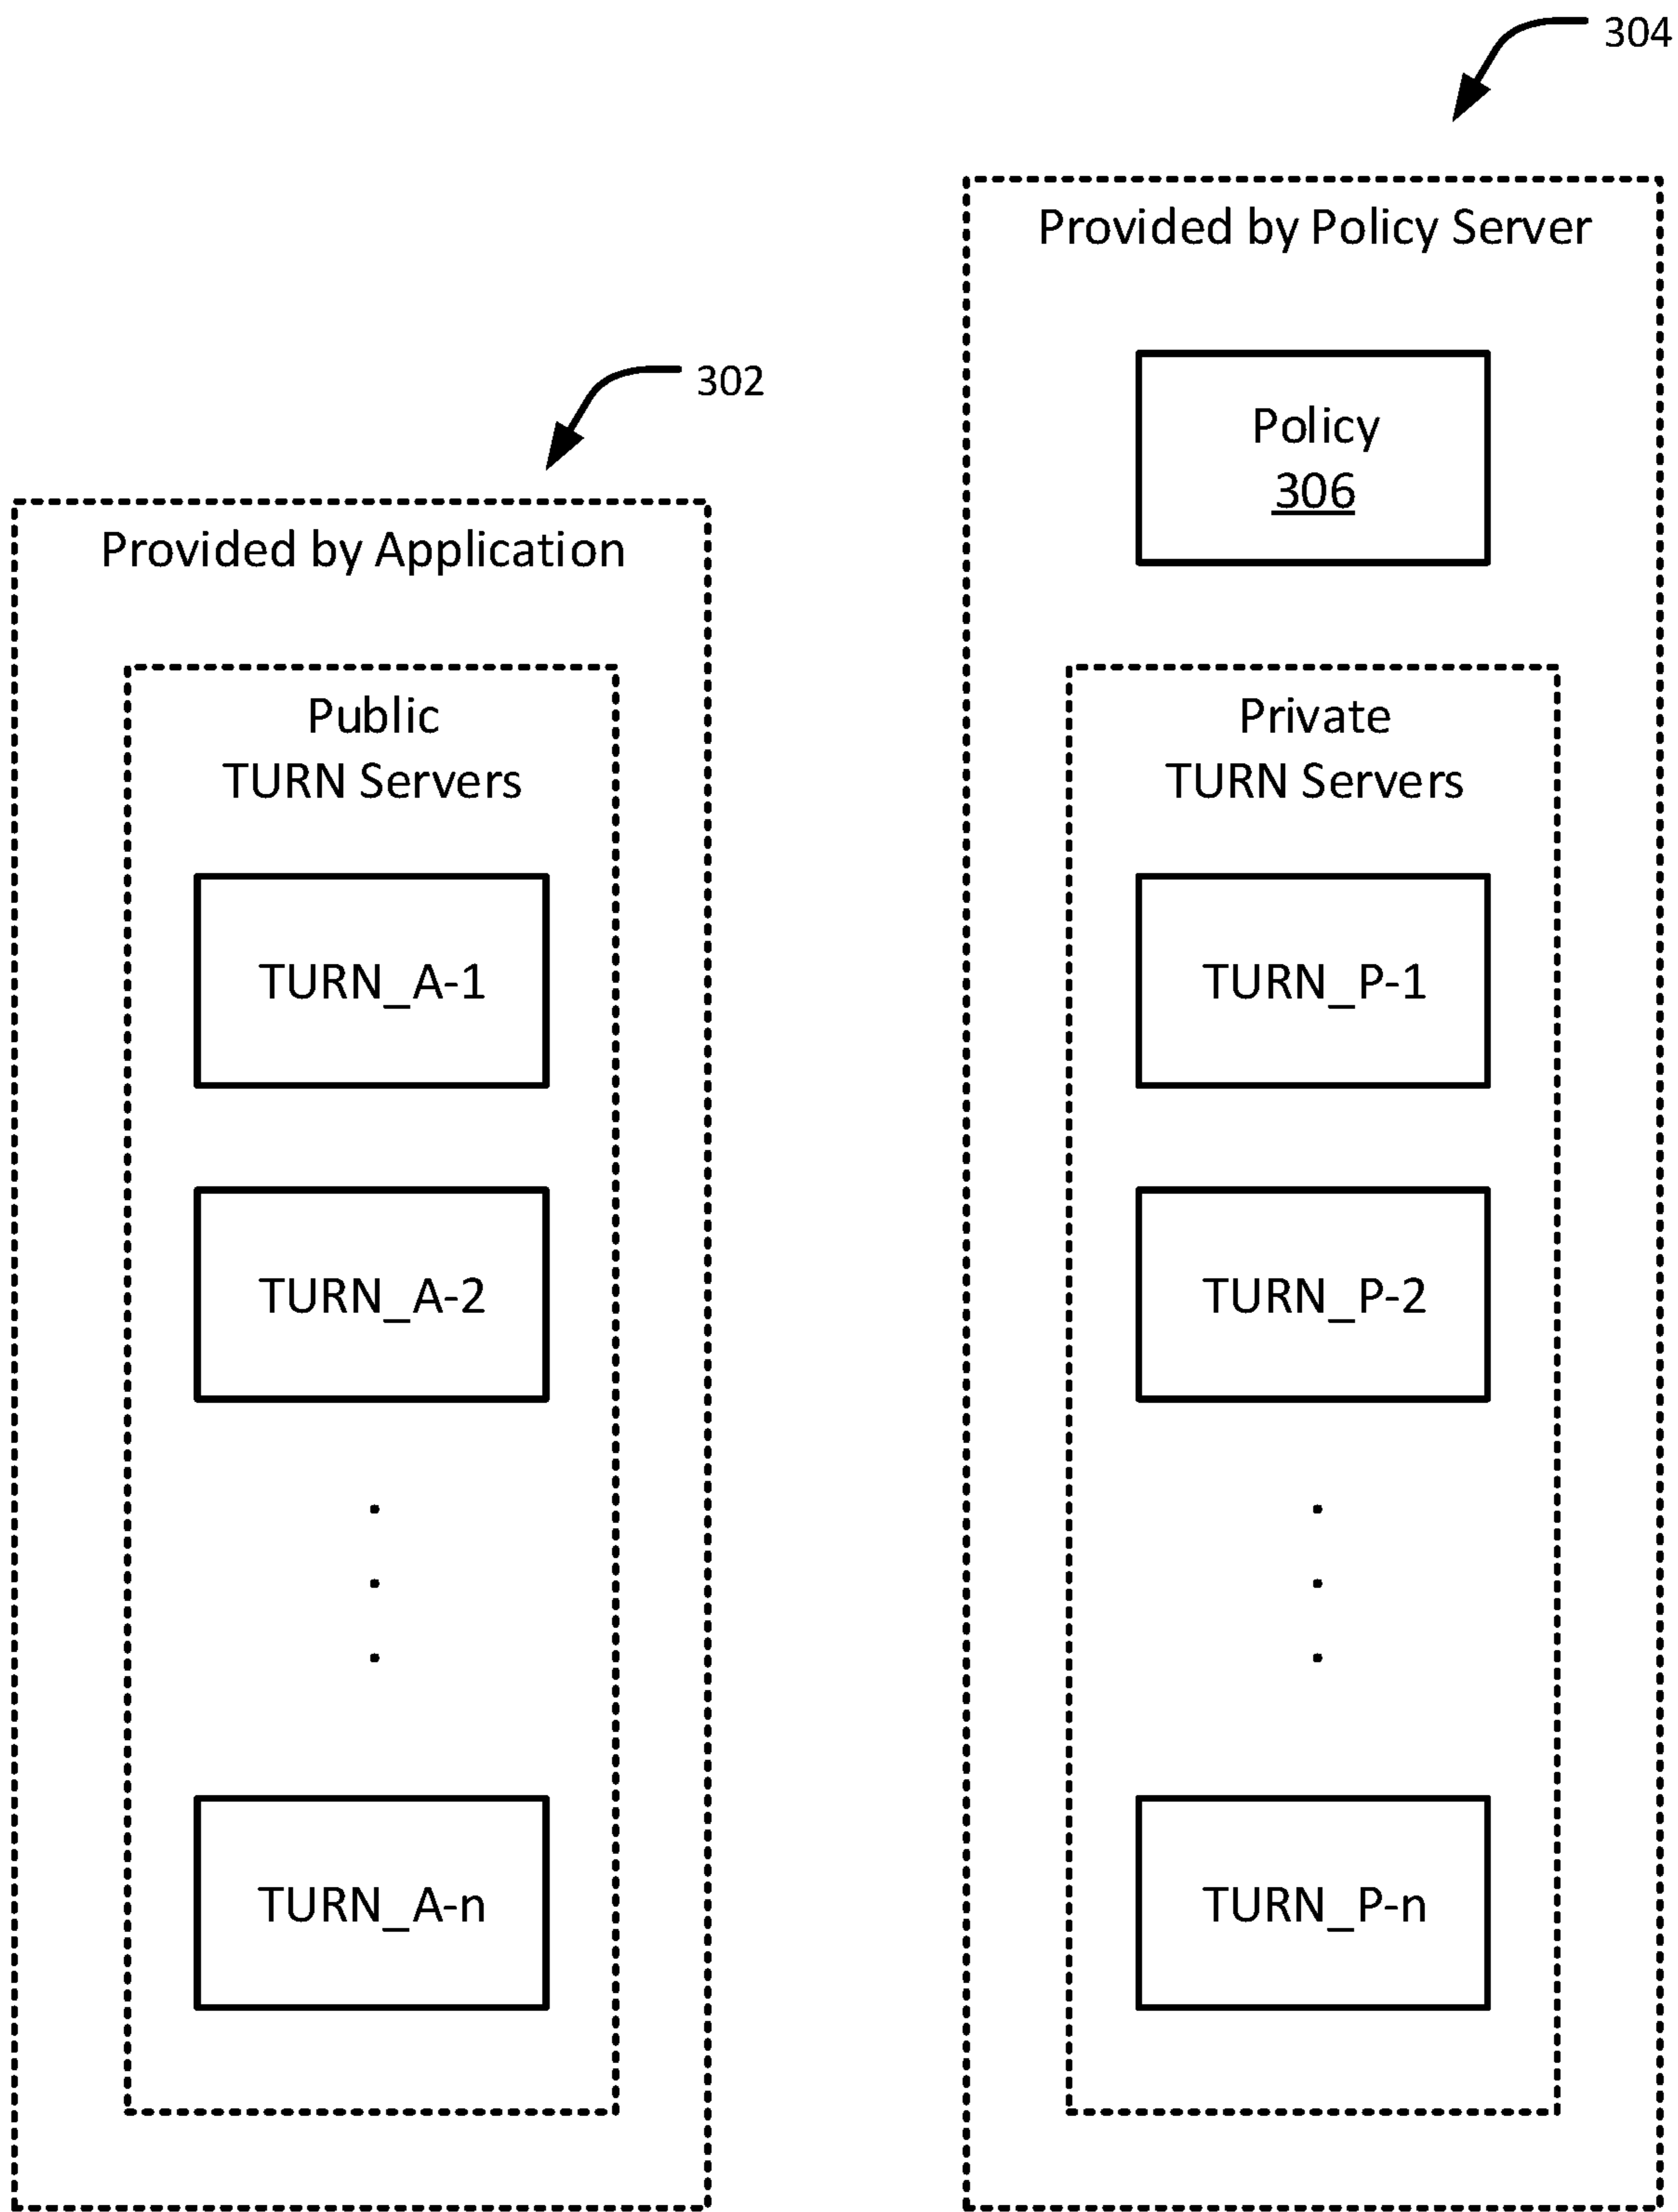 304
Provided by Policy Server
Policy
306
302
Provided by Application
Public
TURN Servers
TURN_A-1
TURN_A-2
TURN_A-n
Private
TURN Servers
TURN_P-1
TURN_P-2
TURN_P-n